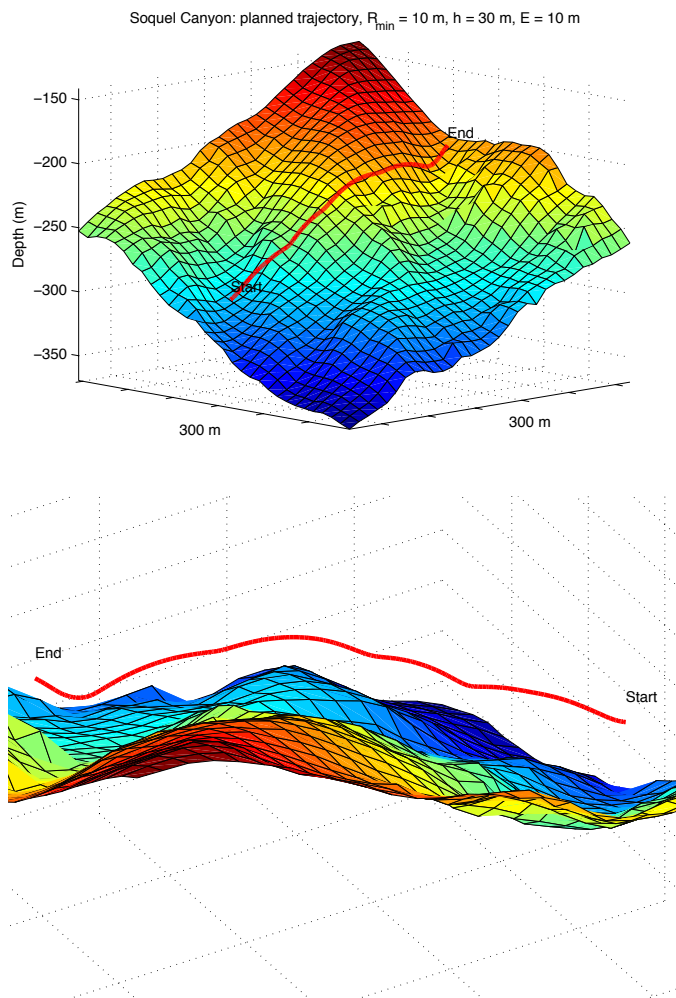 Soquel Canyon: planned trajectory, R_min = 10 m, h = 30 m, E = 10 m
−150
End
−200
Depth (m)
−250
Start
−300
−350
300 m
300 m
End
Start